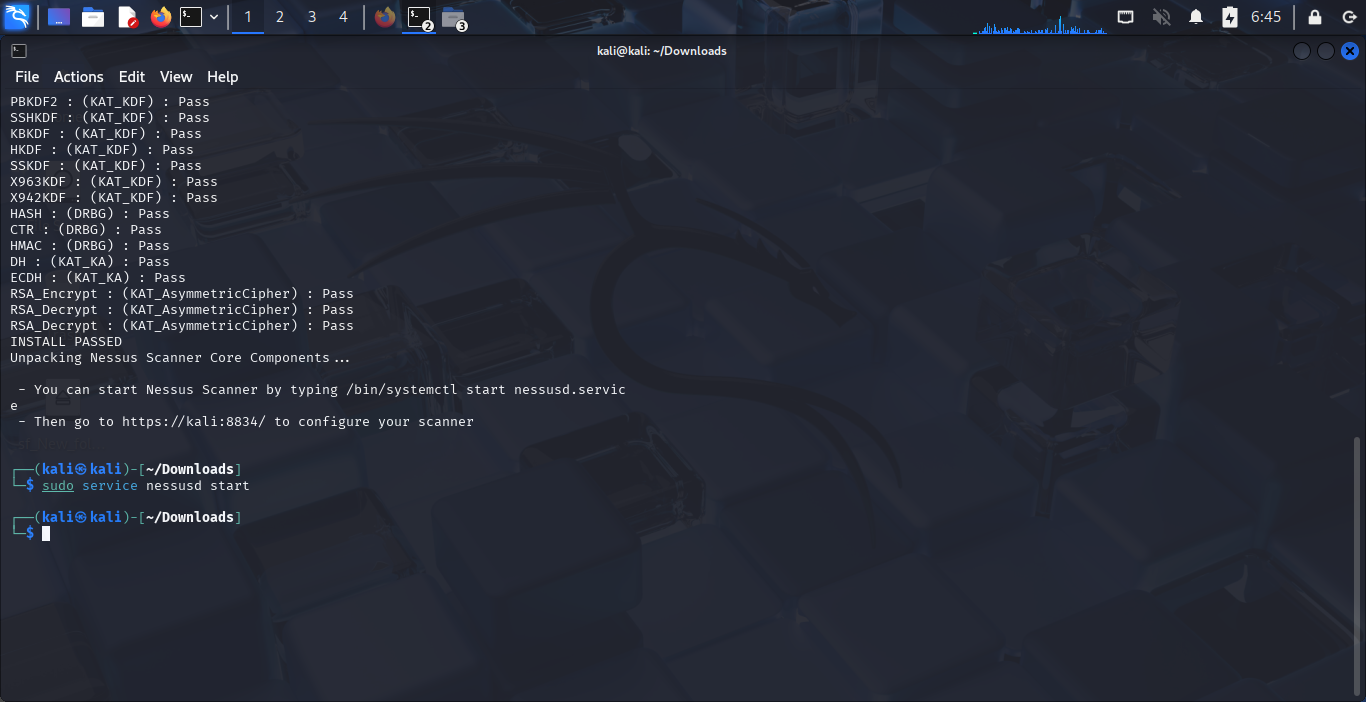 1 2 3 4 2 3 6:45
kali@kali: ~/Downloads
File Actions Edit View Help
PBKDF2 : (KAT_KDF) : Pass
SSHKDF : (KAT_KDF) : Pass
KBKDF : (KAT_KDF) : Pass
HKDF : (KAT_KDF) : Pass
SSKDF : (KAT_KDF) : Pass
X963KDF : (KAT_KDF) : Pass
X942KDF : (KAT_KDF) : Pass
HASH : (DRBG) : Pass
CTR : (DRBG) : Pass
HMAC : (DRBG) : Pass
DH : (KAT_KA) : Pass
ECDH : (KAT_KA) : Pass
RSA_Encrypt : (KAT_AsymmetricCipher) : Pass
RSA_Decrypt : (KAT_AsymmetricCipher) : Pass
RSA_Decrypt : (KAT_AsymmetricCipher) : Pass
INSTALL PASSED
Unpacking Nessus Scanner Core Components...
- You can start Nessus Scanner by typing /bin/systemctl start nessusd.servic
e
- Then go to https://kali:8834/ to configure your scanner
┌──(kali㉿kali)-[~/Downloads]
└─$ sudo service nessusd start
┌──(kali㉿kali)-[~/Downloads]
└─$